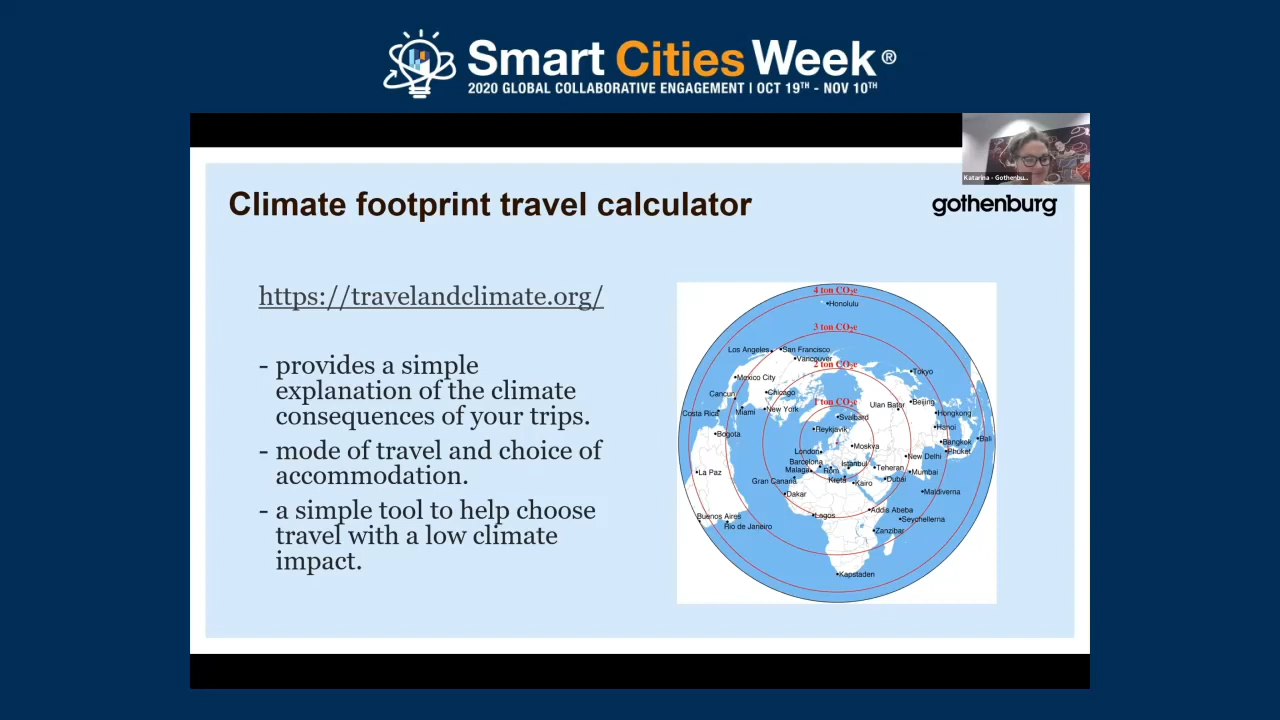 Smart Cities Week®
2020 GLOBAL COLLABORATIVE ENGAGEMENT | OCT 19TH - NOV 10TH
Katarina - Gothenbu...
Climate footprint travel calculator
gothenburg
https://travelandclimate.org/
- provides a simple
explanation of the climate
consequences of your trips.
- mode of travel and choice of
accommodation.
- a simple tool to help choose
travel with a low climate
impact.
4 ton CO2e
Honolulu
3 ton CO2e
Los Angeles
San Francisco
Vancouver
2 ton CO2e
Tokyo
Mexico City
Cancun
Chicago
1 ton CO2e
Ulan Bator
Beijing
Costa Rica
Miami
New York
Svalbard
Hongkong
Reykjavik
Hanoi
Bogota
Moskva
Bangkok
Bali
London
Phuket
New Delhi
Barcelona
Istanbul
La Paz
Malaga
Rom
Teheran
Mumbai
Gran Canaria
Kreta
Kairo
Dubai
Dakar
Maldiverna
Buenos Aires
Lagos
Addis Abeba
Rio de Janeiro
Seychellerna
Zanzibar
Kapstaden